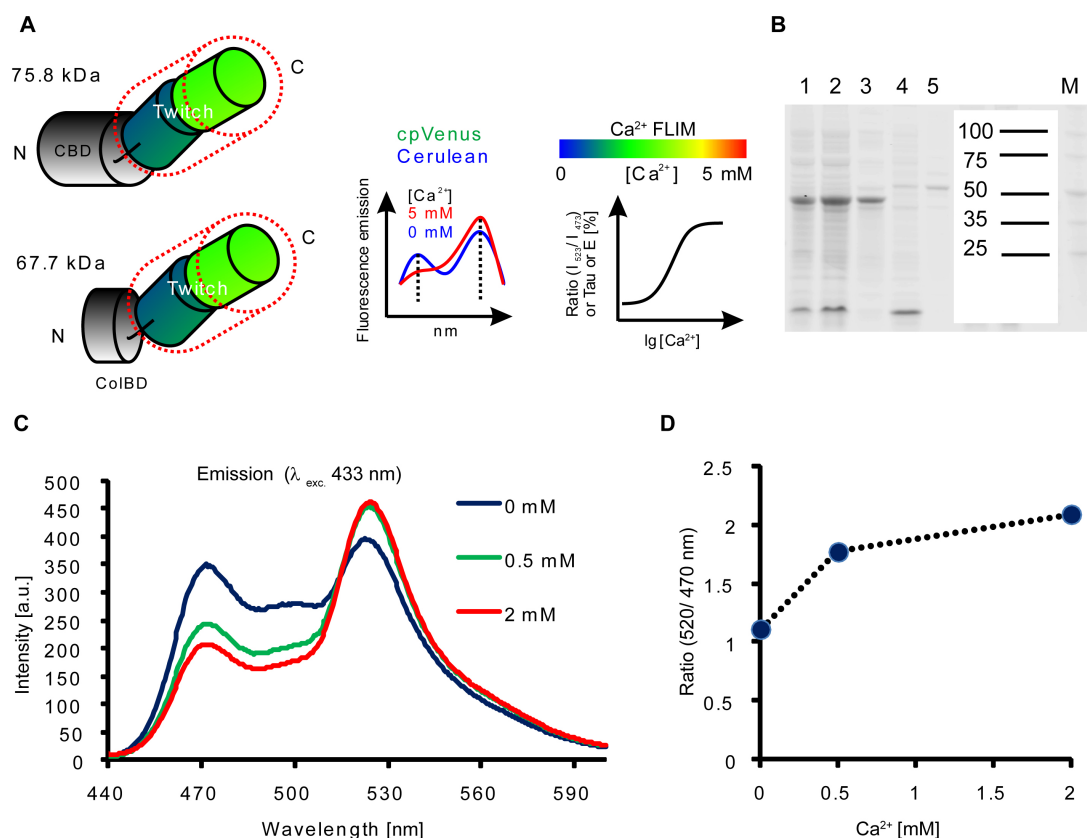 A
75.8 kDa
N
CBD
Twitch
C
67.7 kDa
N
Twitch
C
ColBD
cpVenus
Cerulean
[Ca²⁺]
5 mM
0 mM
Fluorescence emission
nm
Ca²⁺ FLIM
0 [Ca²⁺] 5 mM
Ratio (I 523/ I 473)
or Tau or E [%]
lg [Ca²⁺]
B
1 2 3 4 5 M
100
75
50
35
25
C
Emission (λ exc. 433 nm)
500
450
400
350
300
250
200
150
100
50
0
Intensity [a.u.]
0 mM
0.5 mM
2 mM
440 470 500 530 560 590
Wavelength [nm]
D
2.5
2
1.5
1
0.5
0
Ratio (520/ 470 nm)
0 0.5 1 1.5 2
Ca²⁺ [mM]